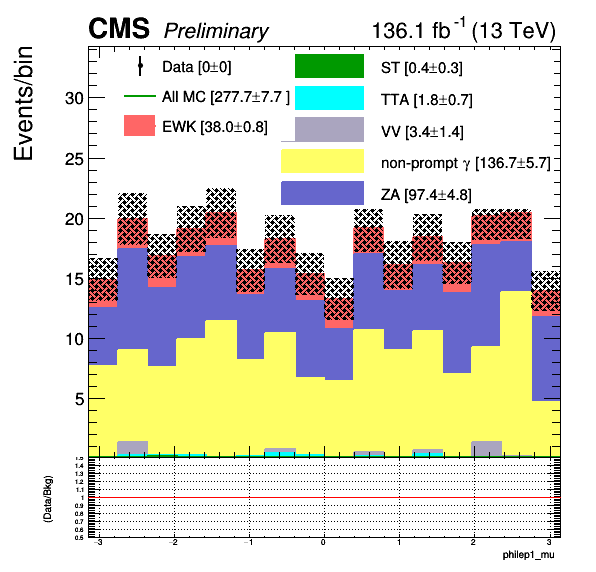 CMS Preliminary 136.1 fb⁻¹ (13 TeV)
Events/bin
Data [0±0]
All MC [277.7±7.7 ]
EWK [38.0±0.8]
ST [0.4±0.3]
TTA [1.8±0.7]
VV [3.4±1.4]
non-prompt γ [136.7±5.7]
ZA [97.4±4.8]
30
25
20
15
10
5
(Data/Bkg)
1.5
1.4
1.3
1.2
1.1
1
0.9
0.8
0.7
0.6
0.5
−3 −2 −1 0 1 2 3
philep1_mu